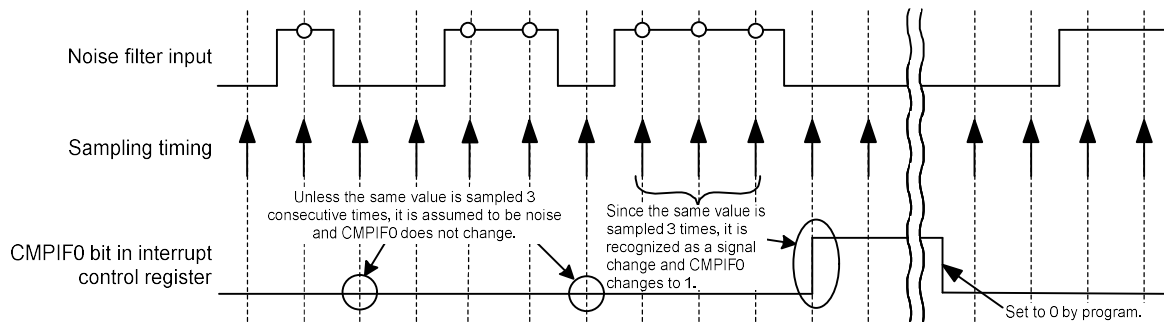 Noise filter input
Sampling timing
Unless the same value is sampled 3
consecutive times, it is assumed to be noise
and CMPIF0 does not change.
Since the same value is
sampled 3 times, it is
recognized as a signal
change and CMPIF0
changes to 1.
CMPIF0 bit in interrupt
control register
Set to 0 by program.